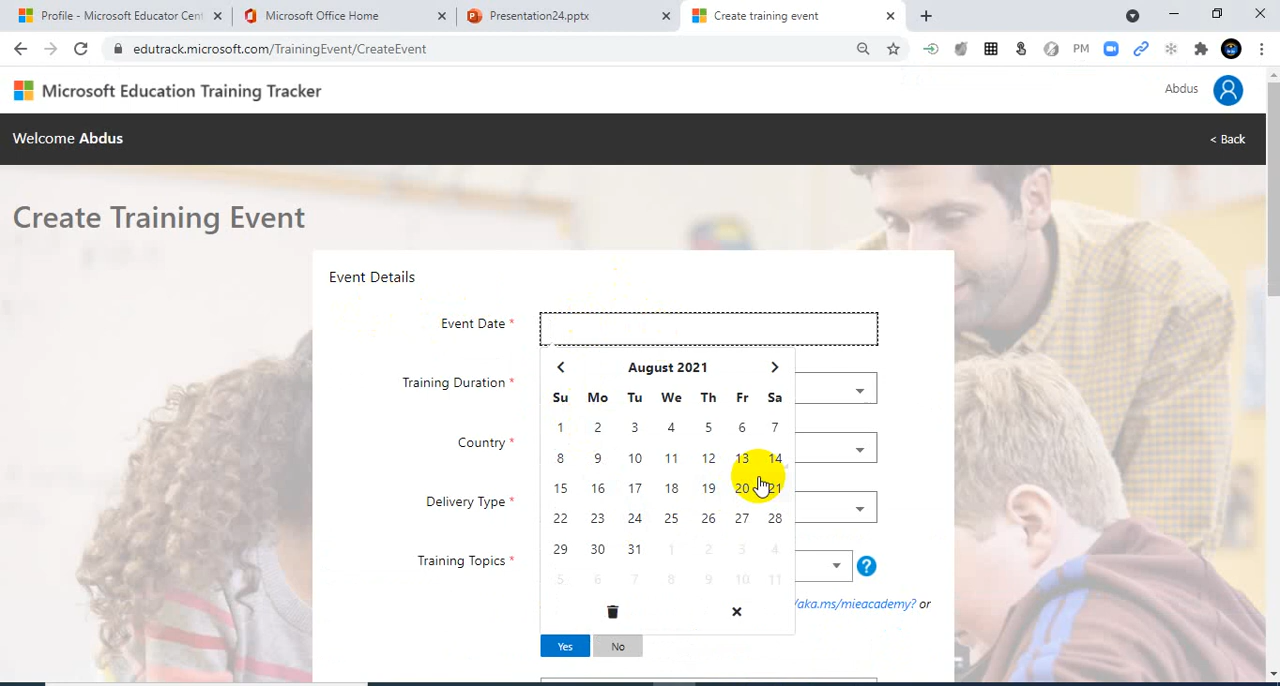 Profile - Microsoft Educator Cent
Microsoft Office Home
Presentation24.pptx
Create training event
edutrack.microsoft.com/TrainingEvent/CreateEvent
PM
Microsoft Education Training Tracker
Abdus
Welcome Abdus
< Back
Create Training Event
Event Details
Event Date *
August 2021
Su Mo Tu We Th Fr Sa
1 2 3 4 5 6 7
8 9 10 11 12 13 14
15 16 17 18 19 20 21
22 23 24 25 26 27 28
29 30 31 1 2 3 4
5 6 7 8 9 10 11
Training Duration *
Country *
Delivery Type *
Training Topics *
?
/aka.ms/mieacademy? or
Yes No